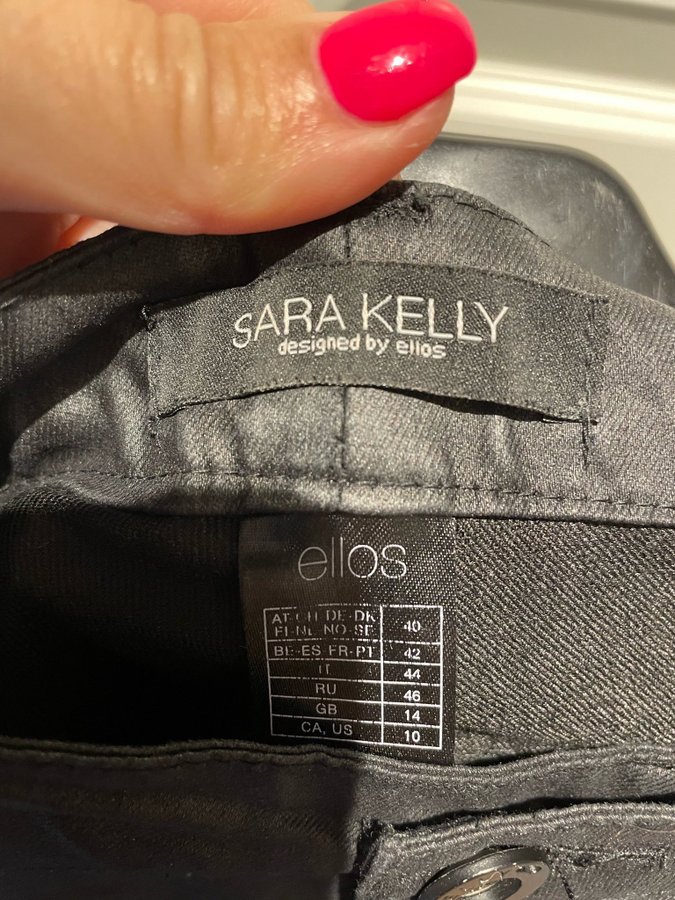 SARA KELLY
designed by ellos
ellos
AT·CH·DE·DK
FI·NL·NO·SE 40
BE·ES·FR·PT 42
IT 44
RU 46
GB 14
CA, US 10